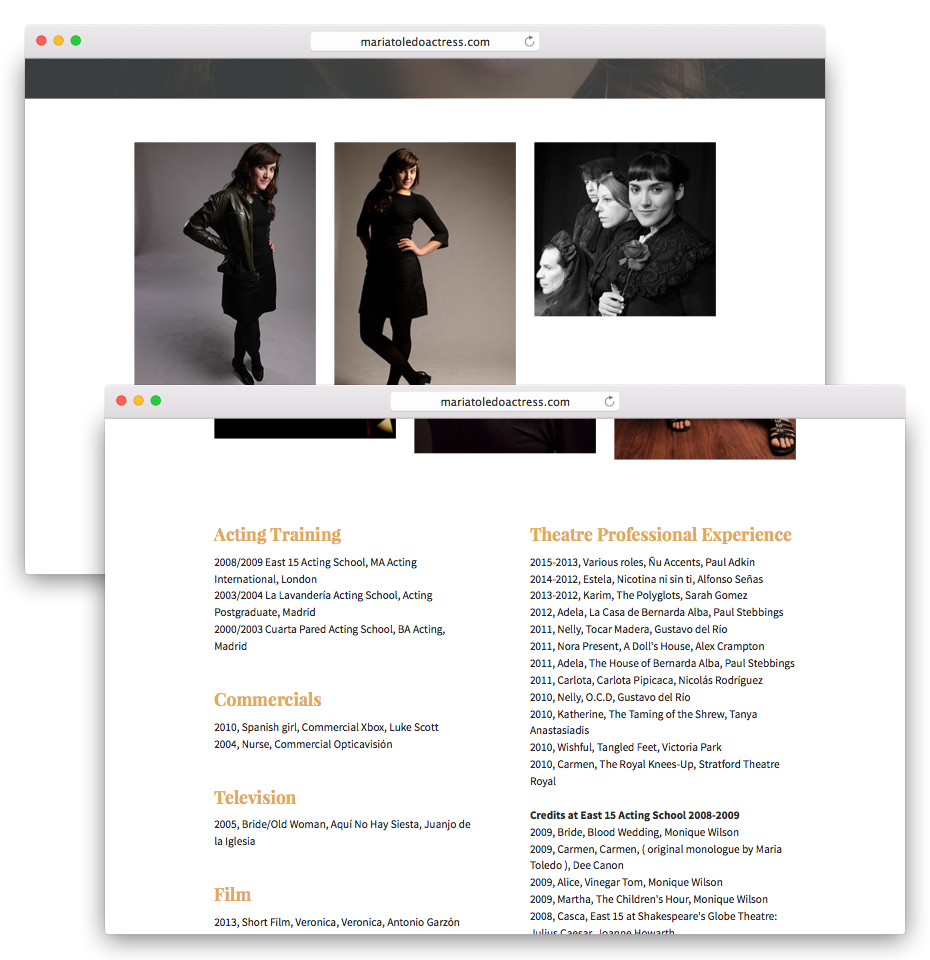 mariatoledoactress.com
mariatoledoactress.com
Acting Training
2008/2009 East 15 Acting School, MA Acting
International, London
2003/2004 La Lavandería Acting School, Acting
Postgraduate, Madrid
2000/2003 Cuarta Pared Acting School, BA Acting,
Madrid
Commercials
2010, Spanish girl, Commercial Xbox, Luke Scott
2004, Nurse, Commercial Opticavisión
Television
2005, Bride/Old Woman, Aquí No Hay Siesta, Juanjo de
la Iglesia
Film
2013, Short Film, Veronica, Veronica, Antonio Garzón
Theatre Professional Experience
2015-2013, Various roles, Ñu Accents, Paul Adkin
2014-2012, Estela, Nicotina ni sin ti, Alfonso Señas
2013-2012, Karim, The Polyglots, Sarah Gomez
2012, Adela, La Casa de Bernarda Alba, Paul Stebbings
2011, Nelly, Tocar Madera, Gustavo del Río
2011, Nora Present, A Doll's House, Alex Crampton
2011, Adela, The House of Bernarda Alba, Paul Stebbings
2011, Carlota, Carlota Pipicaca, Nicolás Rodríguez
2010, Nelly, O.C.D, Gustavo del Río
2010, Katherine, The Taming of the Shrew, Tanya
Anastasiadis
2010, Wishful, Tangled Feet, Victoria Park
2010, Carmen, The Royal Knees-Up, Stratford Theatre
Royal
Credits at East 15 Acting School 2008-2009
2009, Bride, Blood Wedding, Monique Wilson
2009, Carmen, Carmen, ( original monologue by Maria
Toledo ), Dee Canon
2009, Alice, Vinegar Tom, Monique Wilson
2009, Martha, The Children's Hour, Monique Wilson
2008, Casca, East 15 at Shakespeare's Globe Theatre:
Julius Caesar, Joanne Howarth